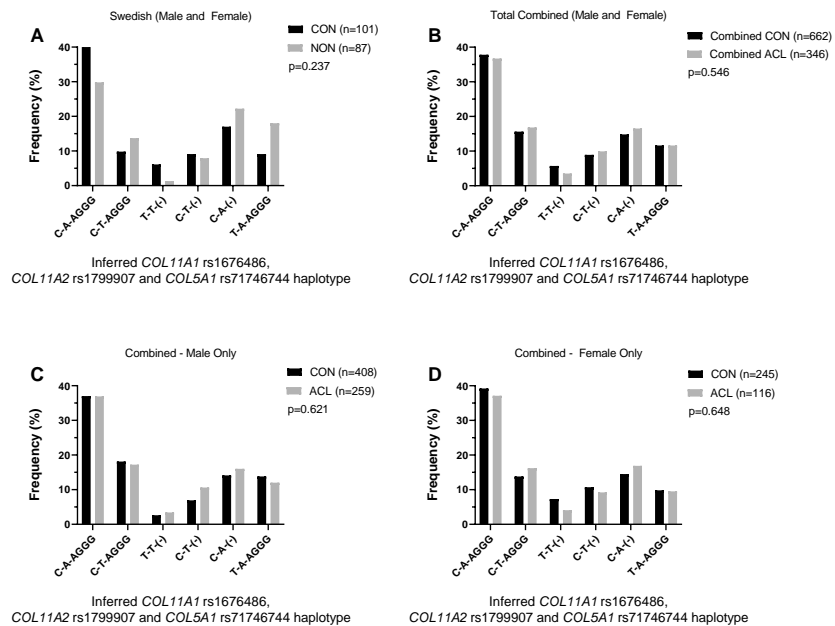 A
Swedish (Male and Female)
CON (n=101)
NON (n=87)
p=0.237
Frequency (%)
40
30
20
10
0
C-A-AGGG
C-T-AGGG
T-T-(-)
C-T-(-)
C-A-(-)
T-A-AGGG
Inferred COL11A1 rs1676486,
COL11A2 rs1799907 and COL5A1 rs71746744 haplotype
B
Total Combined (Male and Female)
Combined CON (n=662)
Combined ACL (n=346)
p=0.546
Frequency (%)
40
30
20
10
0
C-A-AGGG
C-T-AGGG
T-T-(-)
C-T-(-)
C-A-(-)
T-A-AGGG
Inferred COL11A1 rs1676486,
COL11A2 rs1799907 and COL5A1 rs71746744 haplotype
C
Combined - Male Only
CON (n=408)
ACL (n=259)
p=0.621
Frequency (%)
40
30
20
10
0
C-A-AGGG
C-T-AGGG
T-T-(-)
C-T-(-)
C-A-(-)
T-A-AGGG
Inferred COL11A1 rs1676486,
COL11A2 rs1799907 and COL5A1 rs71746744 haplotype
D
Combined - Female Only
CON (n=245)
ACL (n=116)
p=0.648
Frequency (%)
40
30
20
10
0
C-A-AGGG
C-T-AGGG
T-T-(-)
C-T-(-)
C-A-(-)
T-A-AGGG
Inferred COL11A1 rs1676486,
COL11A2 rs1799907 and COL5A1 rs71746744 haplotype